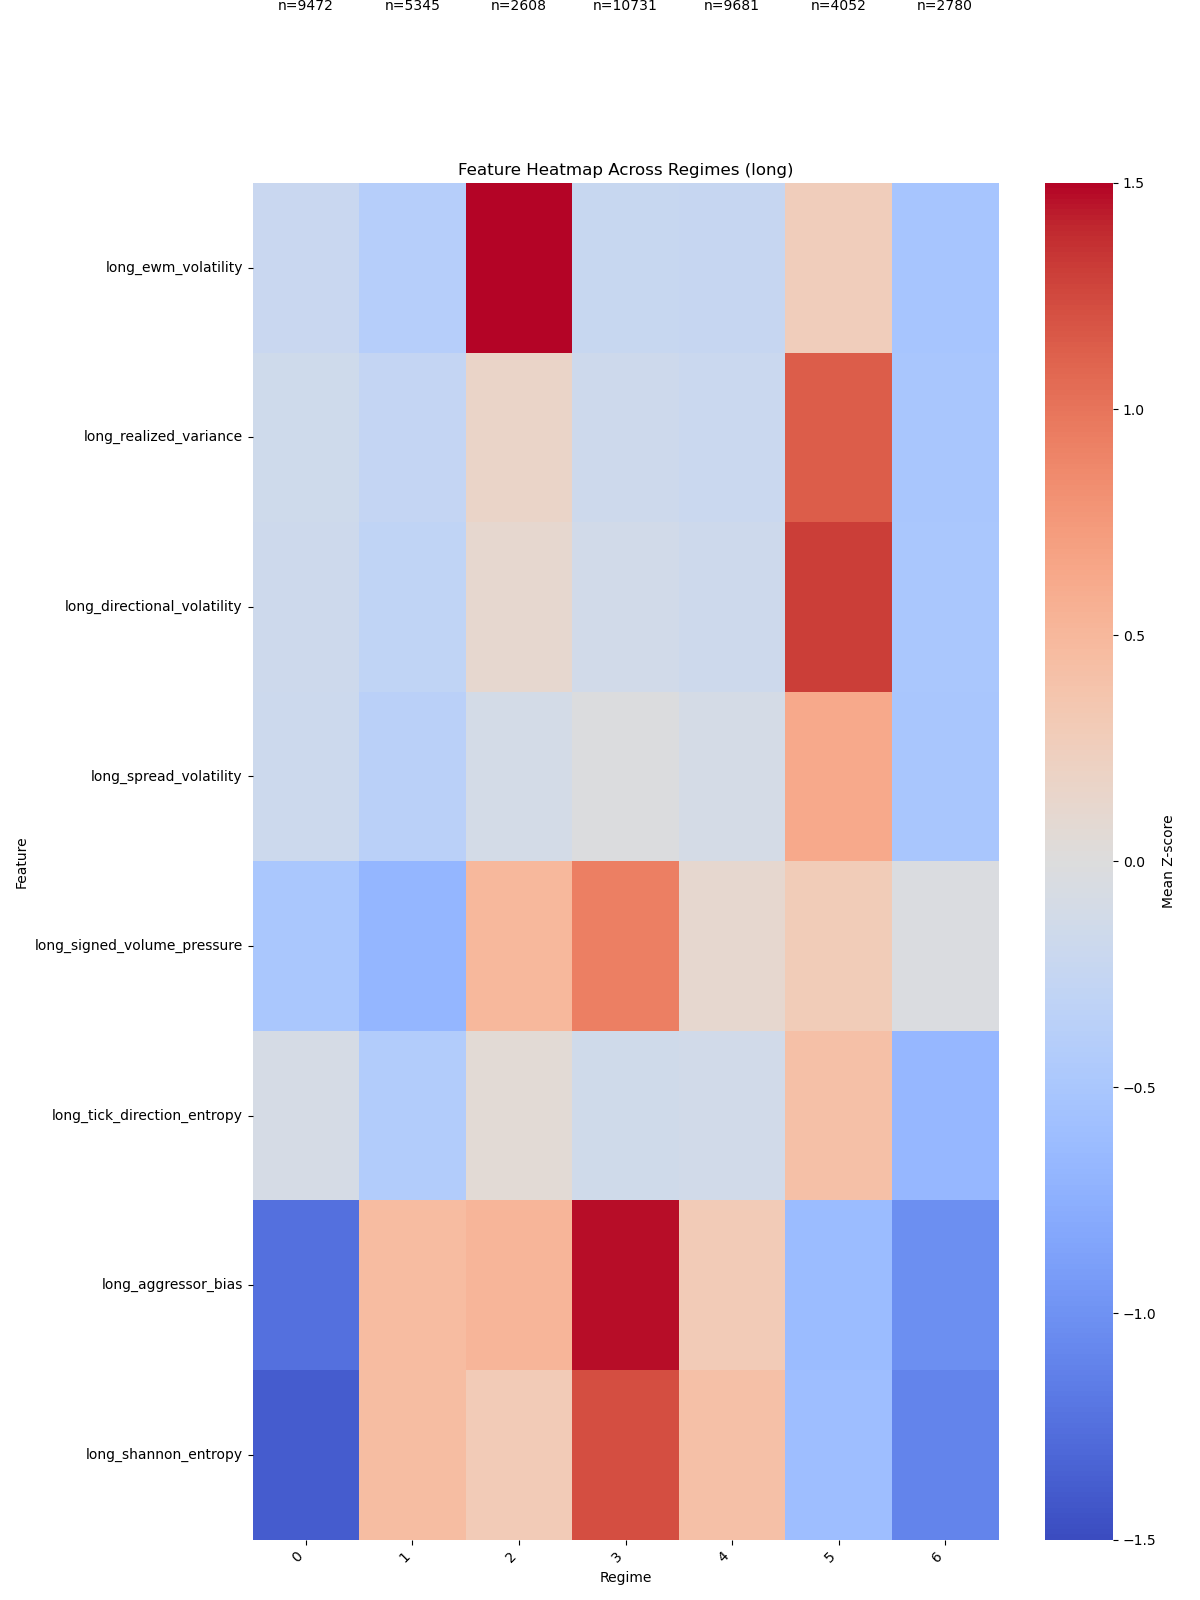 n=9472 n=5345 n=2608 n=10731 n=9681 n=4052 n=2780
Feature Heatmap Across Regimes (long)
long_ewm_volatility
long_realized_variance
long_directional_volatility
long_spread_volatility
long_signed_volume_pressure
long_tick_direction_entropy
long_aggressor_bias
long_shannon_entropy
Feature
0 1 2 3 4 5 6
Regime
1.5
1.0
0.5
0.0
−0.5
−1.0
−1.5
Mean Z-score